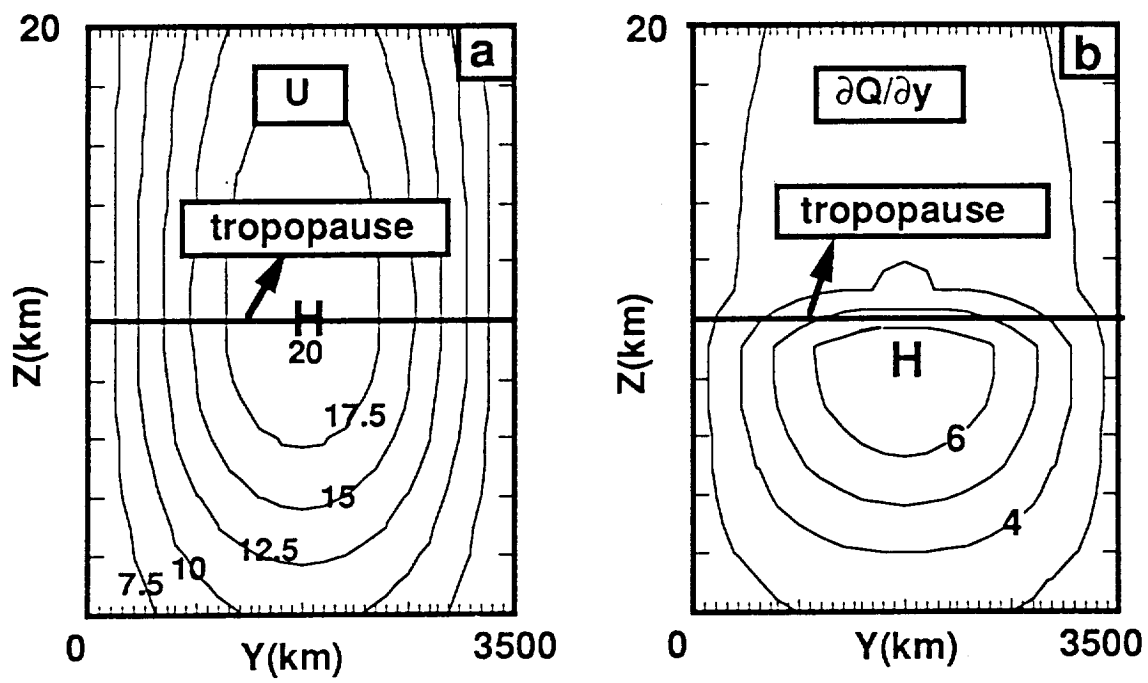 20
a
U
tropopause
H
20
17.5
15
12.5
10
7.5
Z(km)
0
Y(km)
3500
20
b
∂Q/∂y
tropopause
H
6
4
Z(km)
0
Y(km)
3500